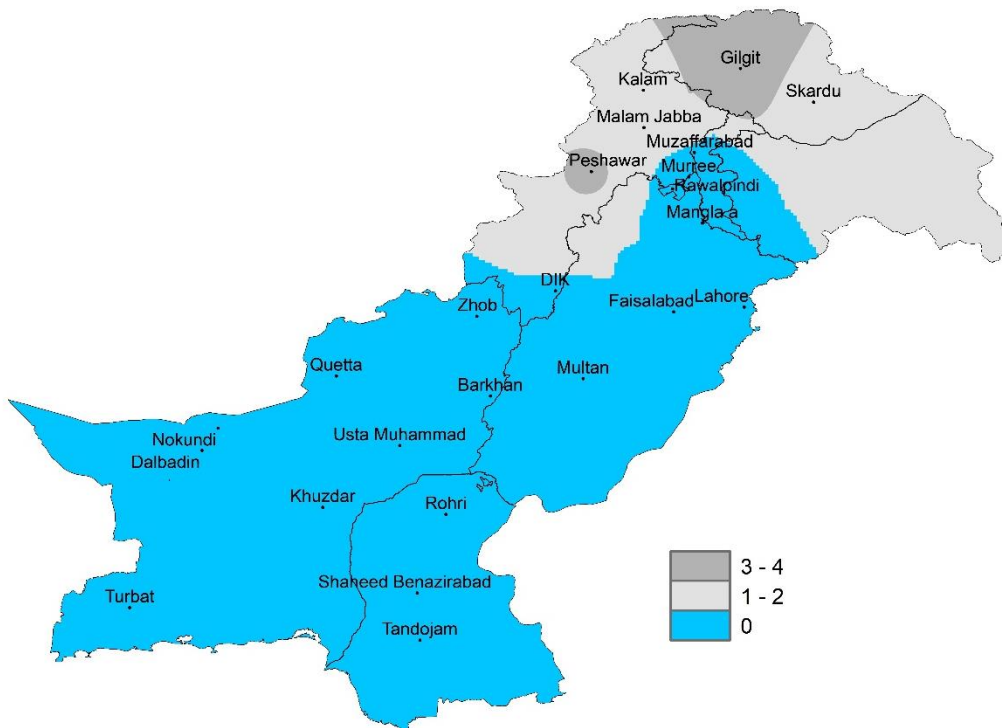 Gilgit
Kalam
Skardu
Malam Jabba
Muzaffarabad
Peshawar
Murree
Rawalpindi
Mangla a
DIK
Zhob
Faisalabad
Lahore
Quetta
Multan
Barkhan
Nokundi
Usta Muhammad
Dalbadin
Khuzdar
Rohri
3 - 4
Shaheed Benazirabad
1 - 2
Turbat
0
Tandojam